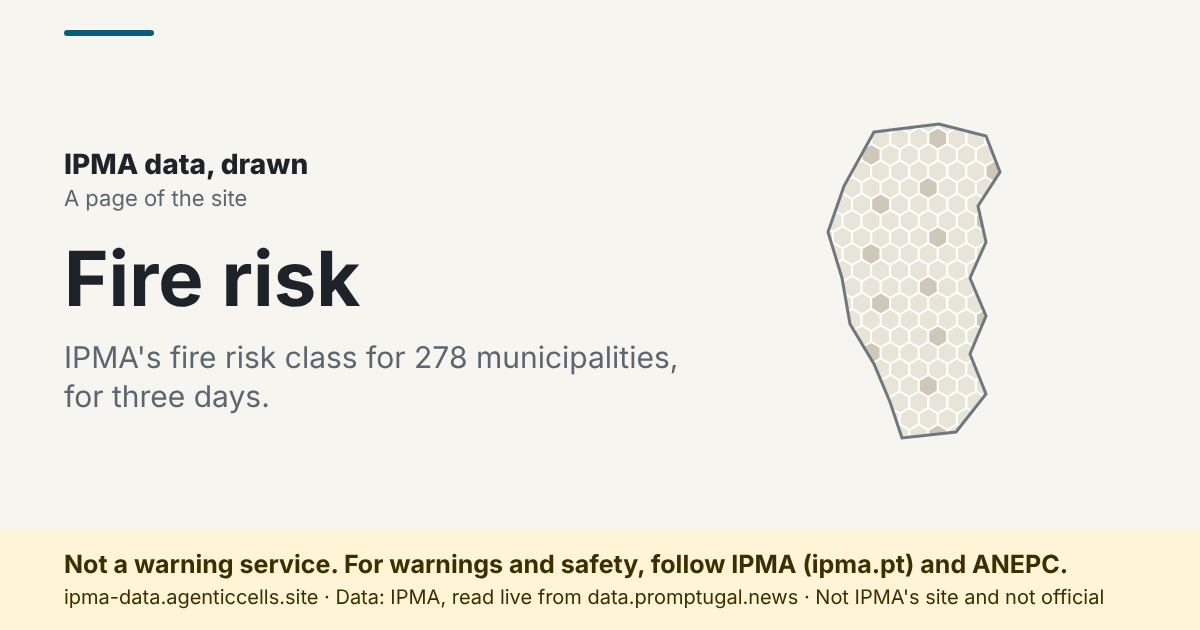 IPMA data, drawn
A page of the site
Fire risk
IPMA's fire risk class for 278 municipalities,
for three days.
Not a warning service. For warnings and safety, follow IPMA (ipma.pt) and ANEPC.
ipma-data.agenticcells.site · Data: IPMA, read live from data.promptugal.news · Not IPMA's site and not official